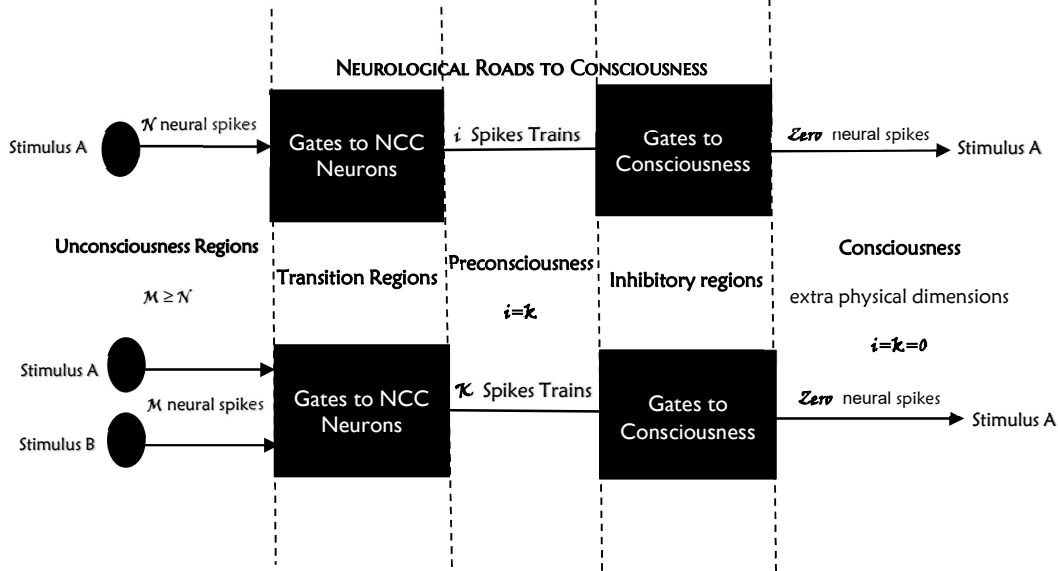 NEUROLOGICAL ROADS TO CONSCIOUSNESS
Stimulus A
N neural spikes
Gates to NCC
Neurons
i Spikes Trains
Gates to
Consciousness
Zero neural spikes
Stimulus A
Unconsciousness Regions
Transition Regions
Preconsciousness
Inhibitory regions
Consciousness
M ≥ N
i=k
extra physical dimensions
i=k=0
Stimulus A
M neural spikes
Stimulus B
Gates to NCC
Neurons
K Spikes Trains
Gates to
Consciousness
Zero neural spikes
Stimulus A